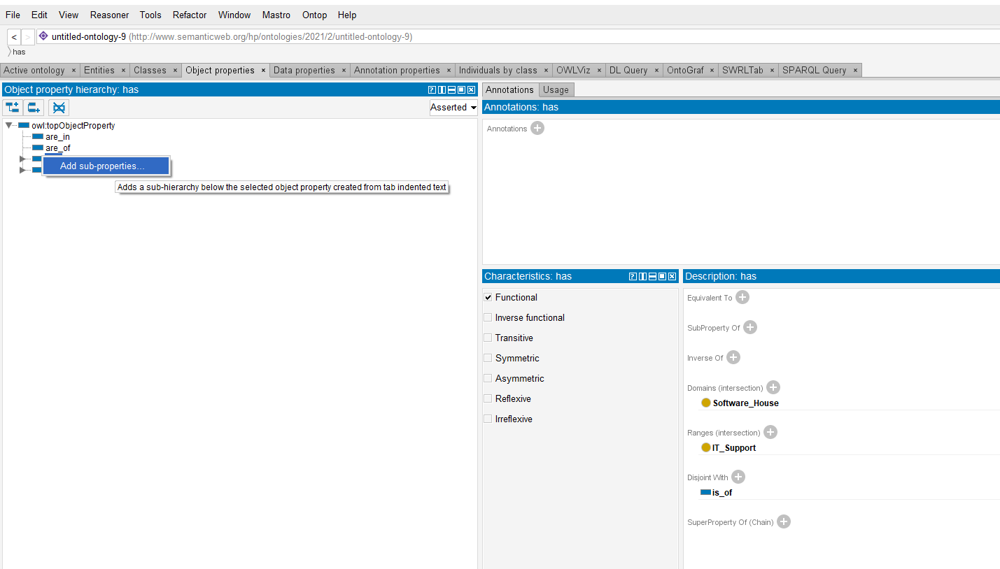 File Edit View Reasoner Tools Refactor Window Mastro Ontop Help
< > untitled-ontology-9 (http://www.semanticweb.org/hp/ontologies/2021/2/untitled-ontology-9)
has
Active ontology × Entities × Classes × Object properties × Data properties × Annotation properties × Individuals by class × OWLViz × DL Query × OntoGraf × SWRLTab × SPARQL Query ×
Object property hierarchy: has
Asserted
owl:topObjectProperty
are_in
are_of
Add sub-properties...
Adds a sub-hierarchy below the selected object property created from tab indented text
Annotations Usage
Annotations: has
Annotations
Characteristics: has
Functional
Inverse functional
Transitive
Symmetric
Asymmetric
Reflexive
Irreflexive
Description: has
Equivalent To
SubProperty Of
Inverse Of
Domains (intersection)
Software_House
Ranges (intersection)
IT_Support
Disjoint With
is_of
SuperProperty Of (Chain)